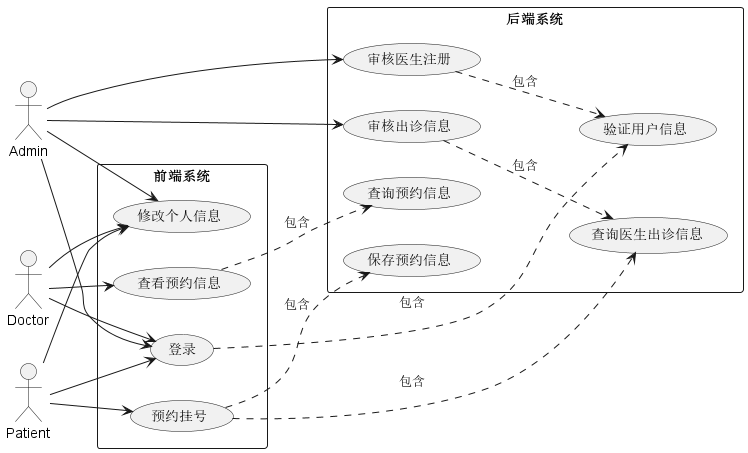 后端系统
审核医生注册
包含
Admin
审核出诊信息
验证用户信息
前端系统
包含
查询预约信息
修改个人信息
包含
查询医生出诊信息
保存预约信息
查看预约信息
Doctor
包含
包含
登录
包含
预约挂号
Patient